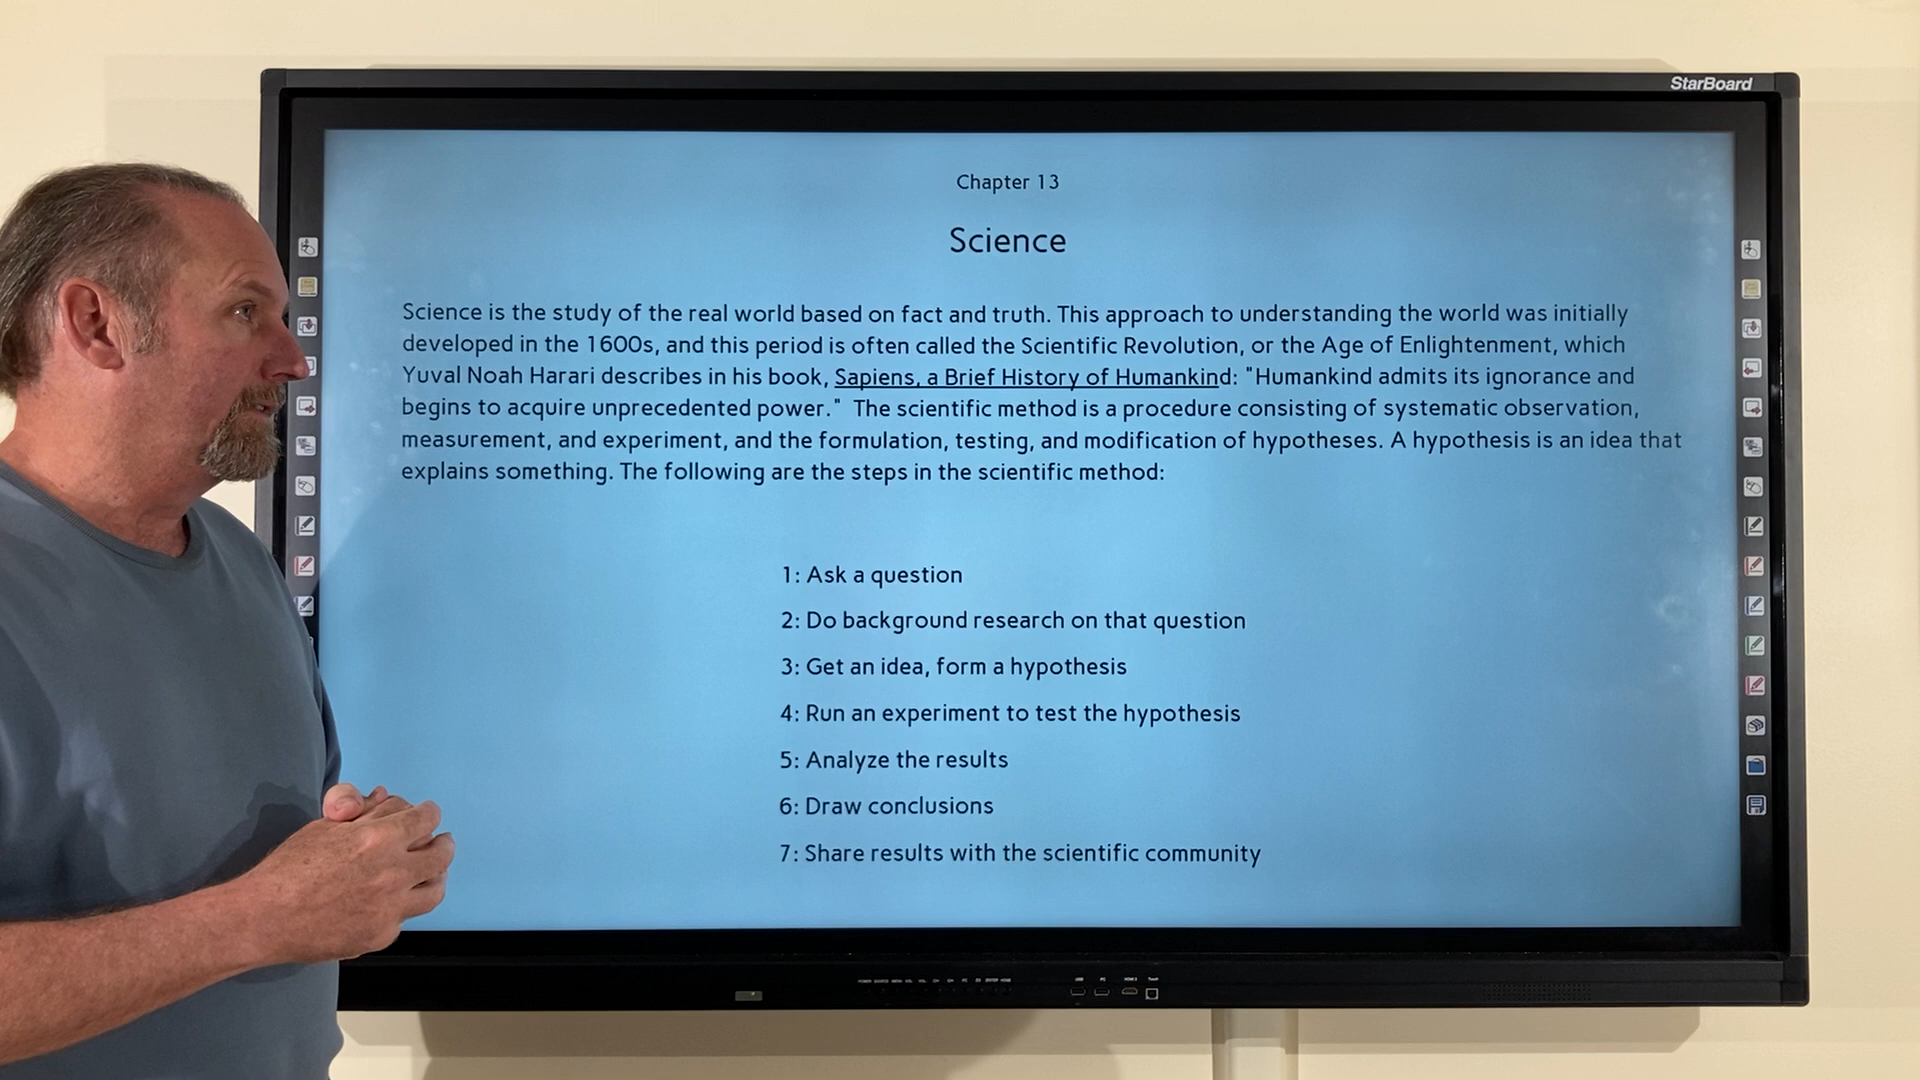 StarBoard
Chapter 13
Science
Science is the study of the real world based on fact and truth. This approach to understanding the world was initially
developed in the 1600s, and this period is often called the Scientific Revolution, or the Age of Enlightenment, which
Yuval Noah Harari describes in his book, Sapiens, a Brief History of Humankind: "Humankind admits its ignorance and
begins to acquire unprecedented power." The scientific method is a procedure consisting of systematic observation,
measurement, and experiment, and the formulation, testing, and modification of hypotheses. A hypothesis is an idea that
explains something. The following are the steps in the scientific method:
1: Ask a question
2: Do background research on that question
3: Get an idea, form a hypothesis
4: Run an experiment to test the hypothesis
5: Analyze the results
6: Draw conclusions
7: Share results with the scientific community